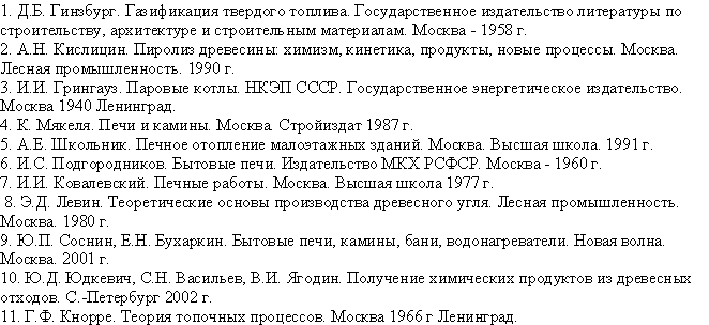 1. Д.Б. Гинзбург. Газификация твердого топлива. Государственное издательство литературы по
строительству, архитектуре и строительным материалам. Москва - 1958 г.
2. А.Н. Кислицин. Пиролиз древесины: химизм, кинетика, продукты, новые процессы. Москва.
Лесная промышленность. 1990 г.
3. И.И. Грингауз. Паровые котлы. НКЭП СССР. Государственное энергетическое издательство.
Москва 1940 Ленинград.
4. К. Мякеля. Печи и камины. Москва. Стройиздат 1987 г.
5. А.Е. Школьник. Печное отопление малоэтажных зданий. Москва. Высшая школа. 1991 г.
6. И.С. Подгородников. Бытовые печи. Издательство МКХ РСФСР. Москва - 1960 г.
7. И.И. Ковалевский. Печные работы. Москва. Высшая школа 1977 г.
8. Э.Д. Левин. Теоретические основы производства древесного угля. Лесная промышленность.
Москва. 1980 г.
9. Ю.П. Соснин, Е.Н. Бухаркин. Бытовые печи, камины, бани, водонагреватели. Новая волна.
Москва. 2001 г.
10. Ю.Д. Юдкевич, С.Н. Васильев, В.И. Ягодин. Получение химических продуктов из древесных
отходов. С.-Петербург 2002 г.
11. Г.Ф. Кнорре. Теория топочных процессов. Москва 1966 г Ленинград.